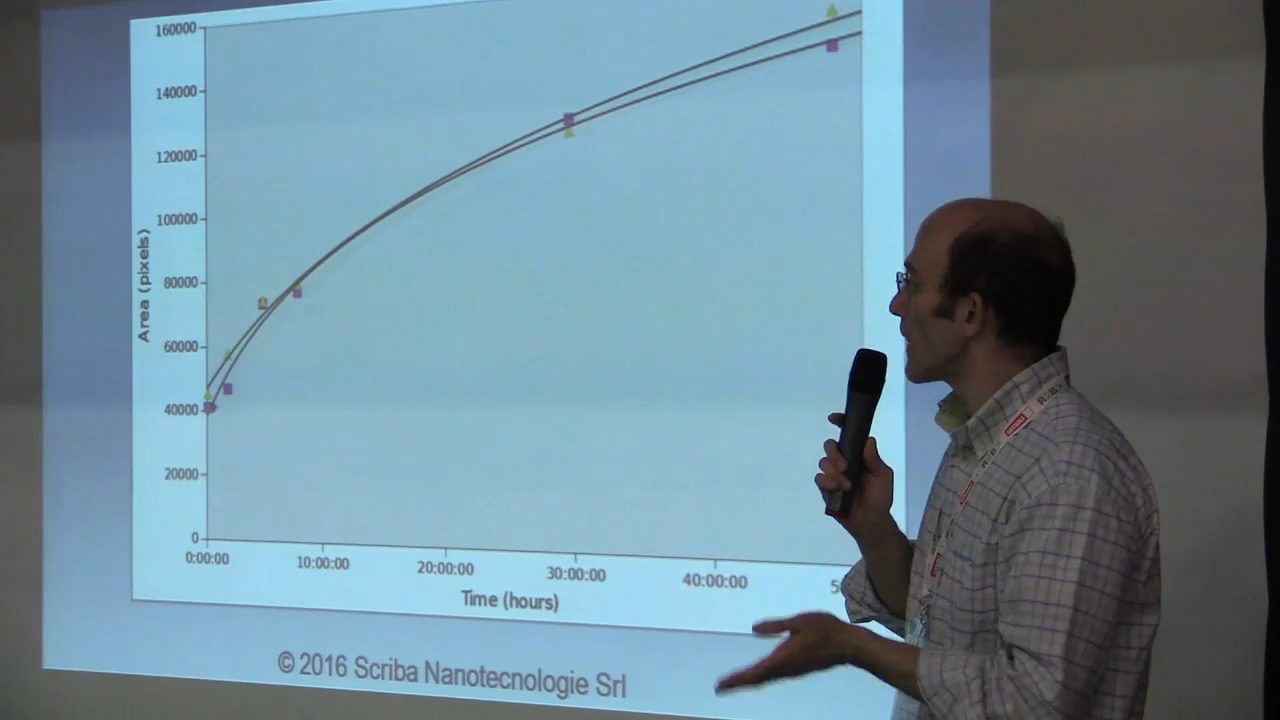 160000
140000
120000
100000
80000
60000
40000
20000
0
Area (pixels)
0:00:00 10:00:00 20:00:00 30:00:00 40:00:00
Time (hours)
© 2016 Scriba Nanotecnologie Srl